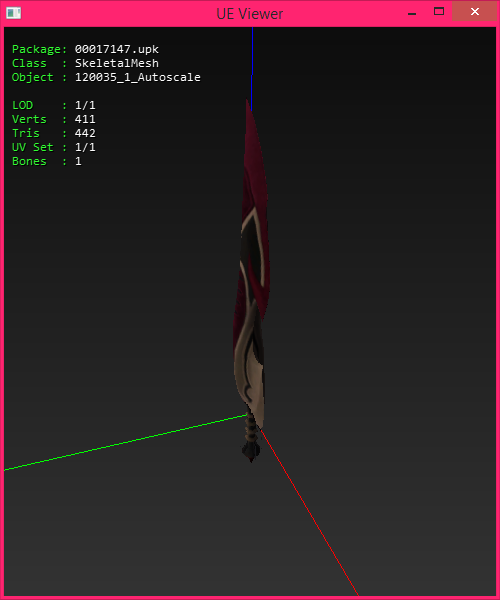 UE Viewer
Package: 00017147.upk
Class : SkeletalMesh
Object : 120035_1_Autoscale
LOD : 1/1
Verts : 411
Tris : 442
UV Set : 1/1
Bones : 1